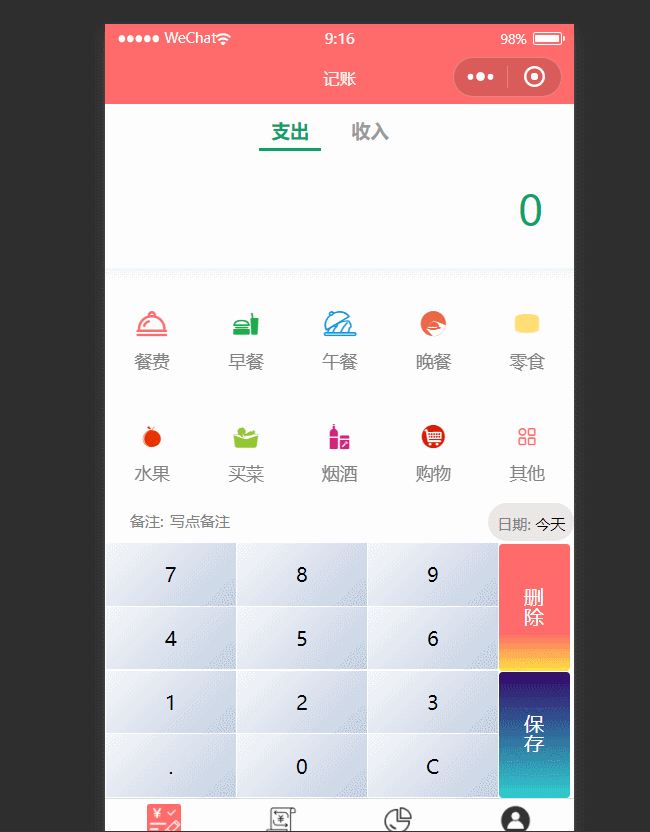 WeChat 9:16 98%
记账
支出 收入
0
餐费 早餐 午餐 晚餐 零食
水果 买菜 烟酒 购物 其他
备注: 写点备注 日期: 今天
7 8 9 删除
4 5 6
1 2 3 保存
. 0 C